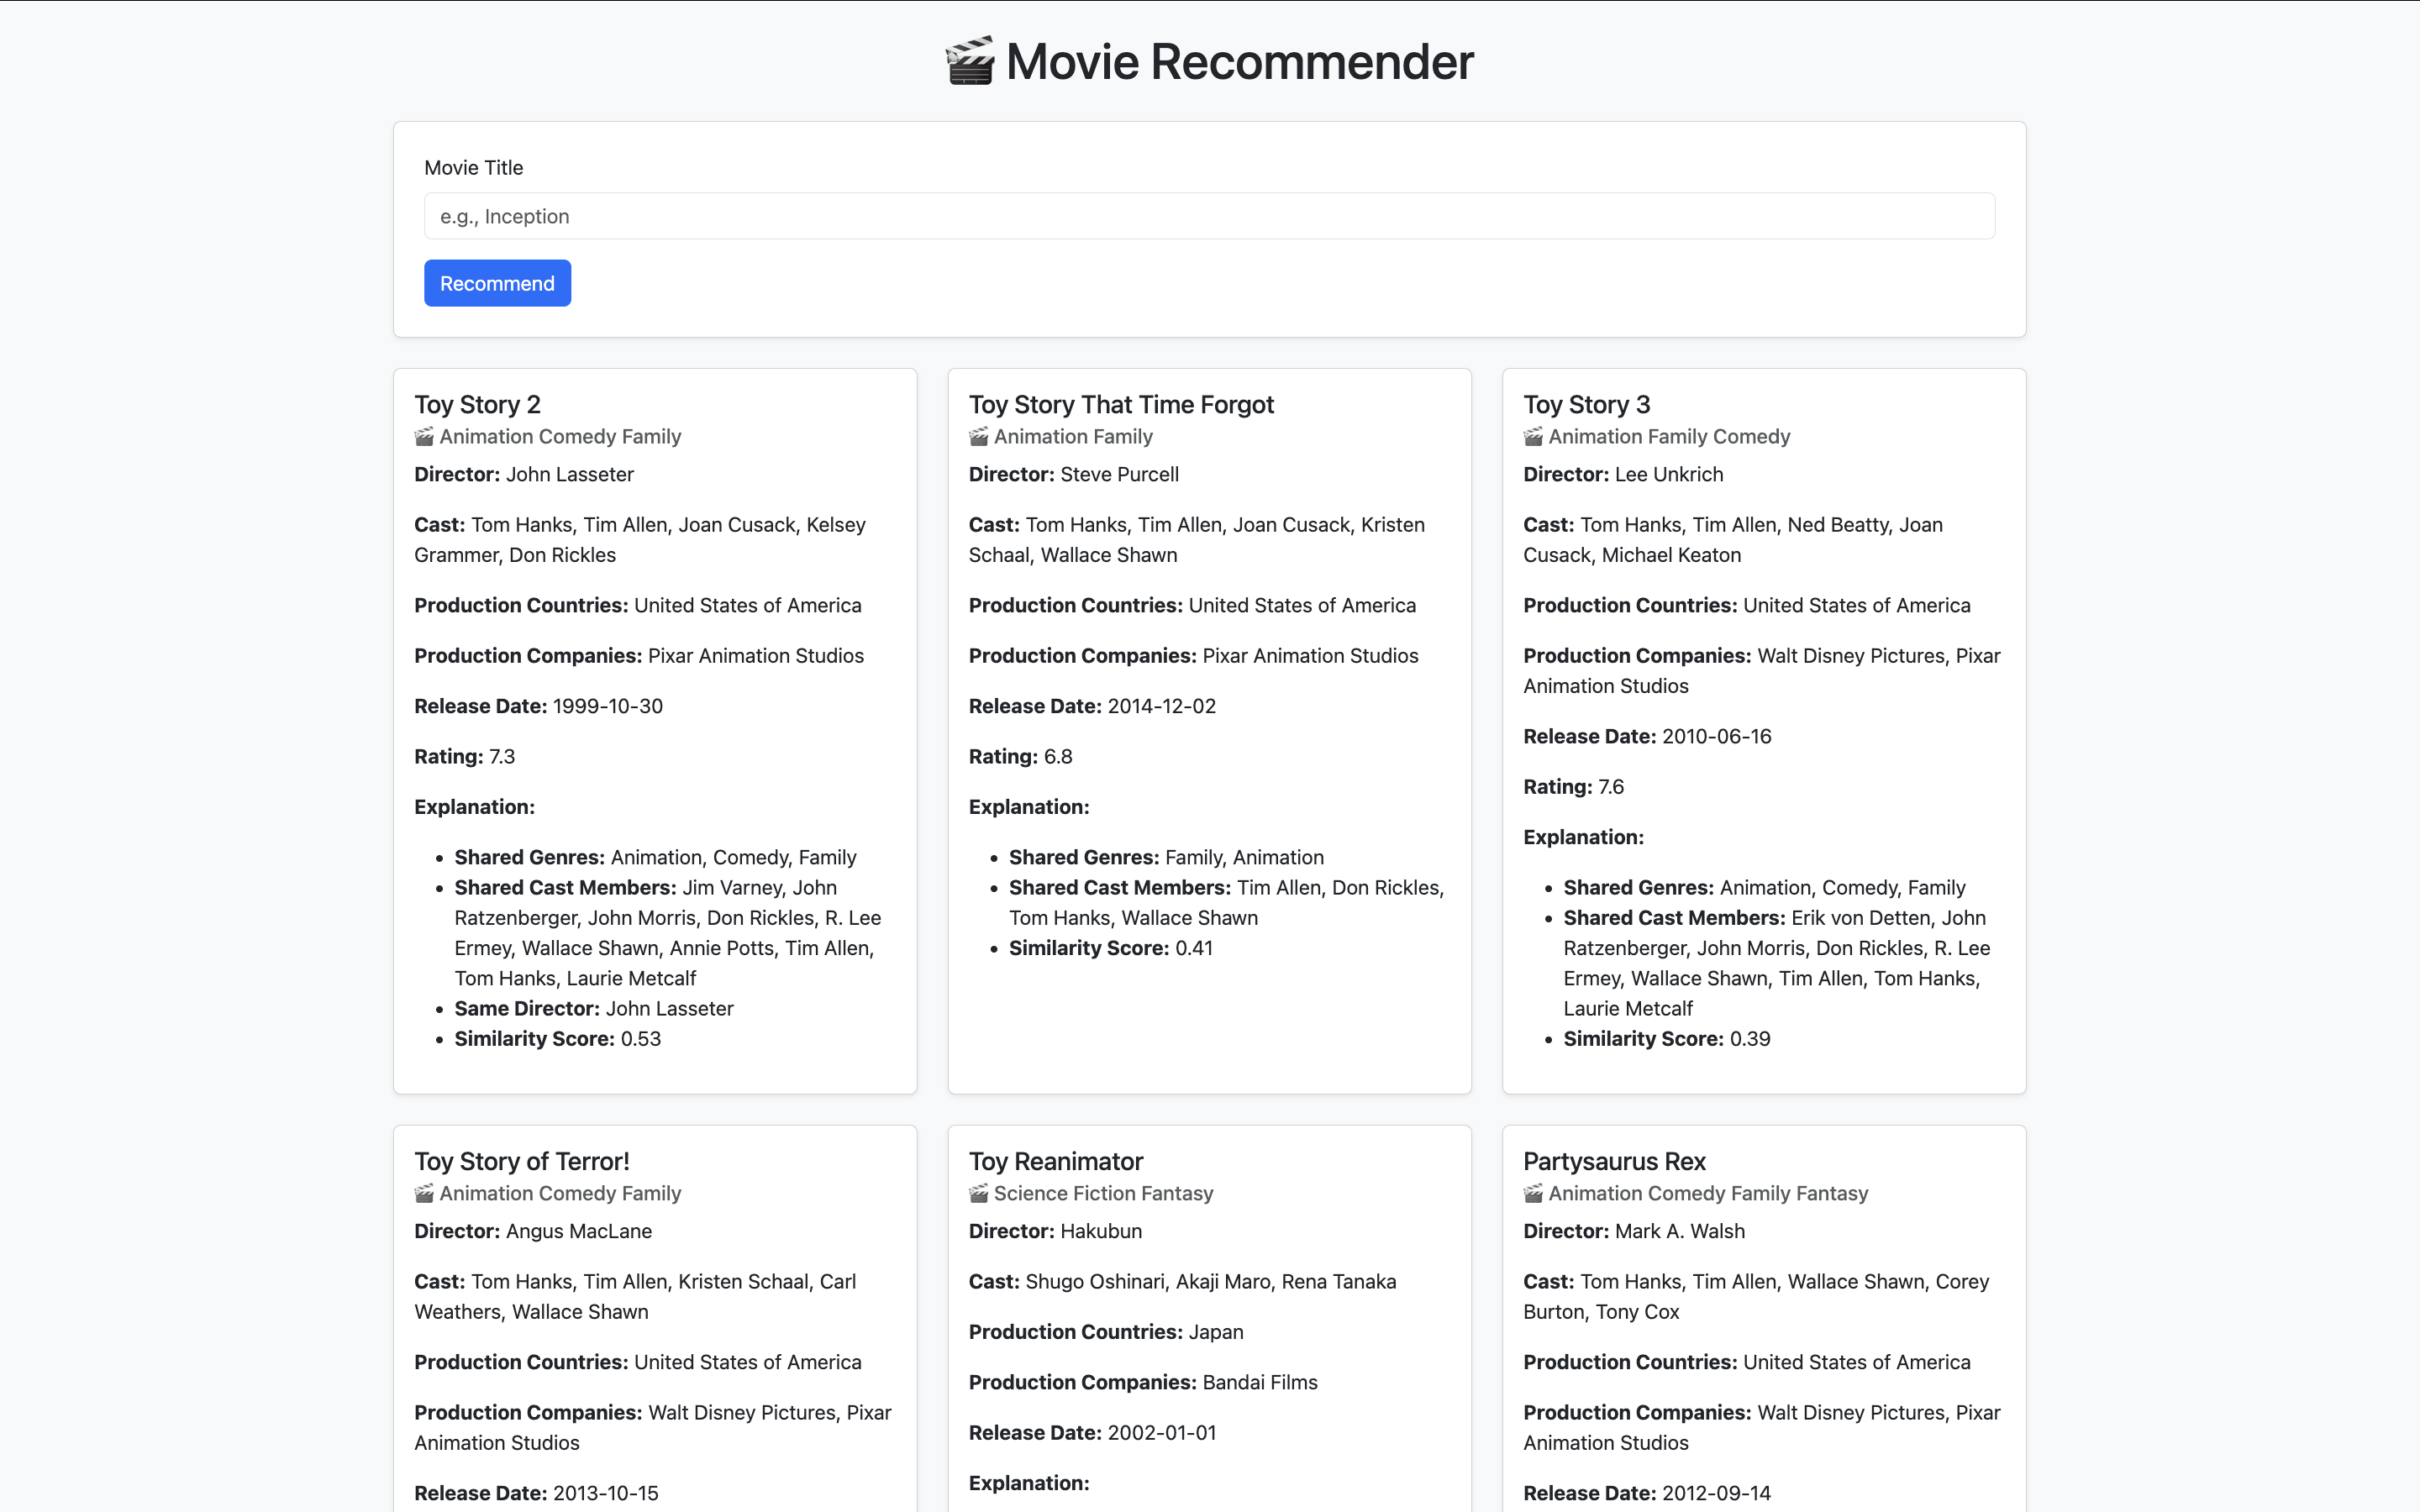 🎬 Movie Recommender
Movie Title
e.g., Inception
Recommend
Toy Story 2
🎬 Animation Comedy Family
Director: John Lasseter
Cast: Tom Hanks, Tim Allen, Joan Cusack, Kelsey
Grammer, Don Rickles
Production Countries: United States of America
Production Companies: Pixar Animation Studios
Release Date: 1999-10-30
Rating: 7.3
Explanation:
• Shared Genres: Animation, Comedy, Family
• Shared Cast Members: Jim Varney, John
Ratzenberger, John Morris, Don Rickles, R. Lee
Ermey, Wallace Shawn, Annie Potts, Tim Allen,
Tom Hanks, Laurie Metcalf
• Same Director: John Lasseter
• Similarity Score: 0.53
Toy Story That Time Forgot
🎬 Animation Family
Director: Steve Purcell
Cast: Tom Hanks, Tim Allen, Joan Cusack, Kristen
Schaal, Wallace Shawn
Production Countries: United States of America
Production Companies: Pixar Animation Studios
Release Date: 2014-12-02
Rating: 6.8
Explanation:
• Shared Genres: Family, Animation
• Shared Cast Members: Tim Allen, Don Rickles,
Tom Hanks, Wallace Shawn
• Similarity Score: 0.41
Toy Story 3
🎬 Animation Family Comedy
Director: Lee Unkrich
Cast: Tom Hanks, Tim Allen, Ned Beatty, Joan
Cusack, Michael Keaton
Production Countries: United States of America
Production Companies: Walt Disney Pictures, Pixar
Animation Studios
Release Date: 2010-06-16
Rating: 7.6
Explanation:
• Shared Genres: Animation, Comedy, Family
• Shared Cast Members: Erik von Detten, John
Ratzenberger, John Morris, Don Rickles, R. Lee
Ermey, Wallace Shawn, Tim Allen, Tom Hanks,
Laurie Metcalf
• Similarity Score: 0.39
Toy Story of Terror!
🎬 Animation Comedy Family
Director: Angus MacLane
Cast: Tom Hanks, Tim Allen, Kristen Schaal, Carl
Weathers, Wallace Shawn
Production Countries: United States of America
Production Companies: Walt Disney Pictures, Pixar
Animation Studios
Release Date: 2013-10-15
Toy Reanimator
🎬 Science Fiction Fantasy
Director: Hakubun
Cast: Shugo Oshinari, Akaji Maro, Rena Tanaka
Production Countries: Japan
Production Companies: Bandai Films
Release Date: 2002-01-01
Explanation:
Partysaurus Rex
🎬 Animation Comedy Family Fantasy
Director: Mark A. Walsh
Cast: Tom Hanks, Tim Allen, Wallace Shawn, Corey
Burton, Tony Cox
Production Countries: United States of America
Production Companies: Walt Disney Pictures, Pixar
Animation Studios
Release Date: 2012-09-14